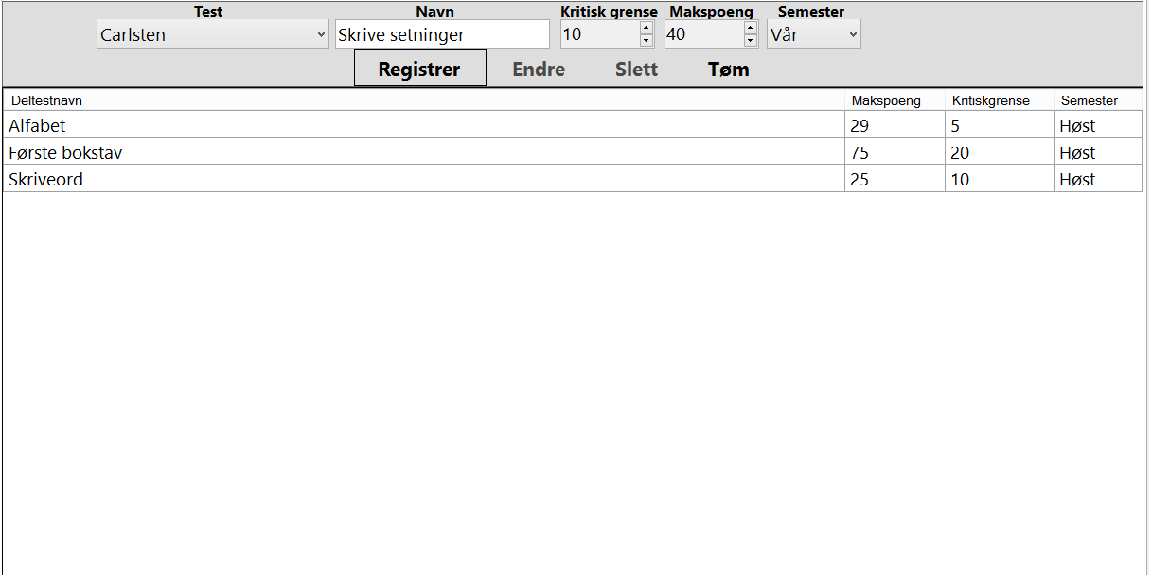 Test Navn Kritisk grense Makspoeng Semester
Carlsten Skrive setninger 10 40 Vår
Registrer Endre Slett Tøm
Deltestnavn Makspoeng Kritiskgrense Semester
Alfabet 29 5 Høst
Første bokstav 75 20 Høst
Skriveord 25 10 Høst